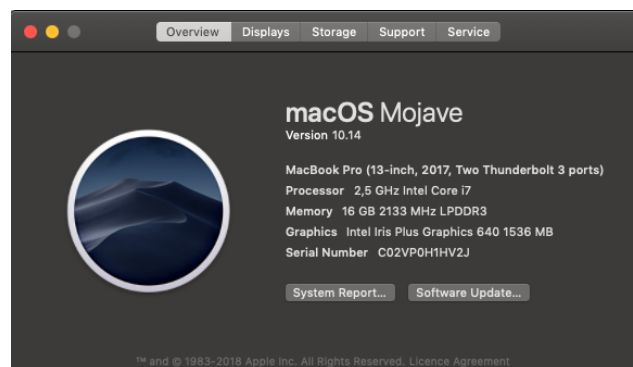 Overview Displays Storage Support Service
macOS Mojave
Version 10.14
MacBook Pro (13-inch, 2017, Two Thunderbolt 3 ports)
Processor 2,5 GHz Intel Core i7
Memory 16 GB 2133 MHz LPDDR3
Graphics Intel Iris Plus Graphics 640 1536 MB
Serial Number C02VP0H1HV2J
System Report... Software Update...
™ and © 1983-2018 Apple Inc. All Rights Reserved. Licence Agreement